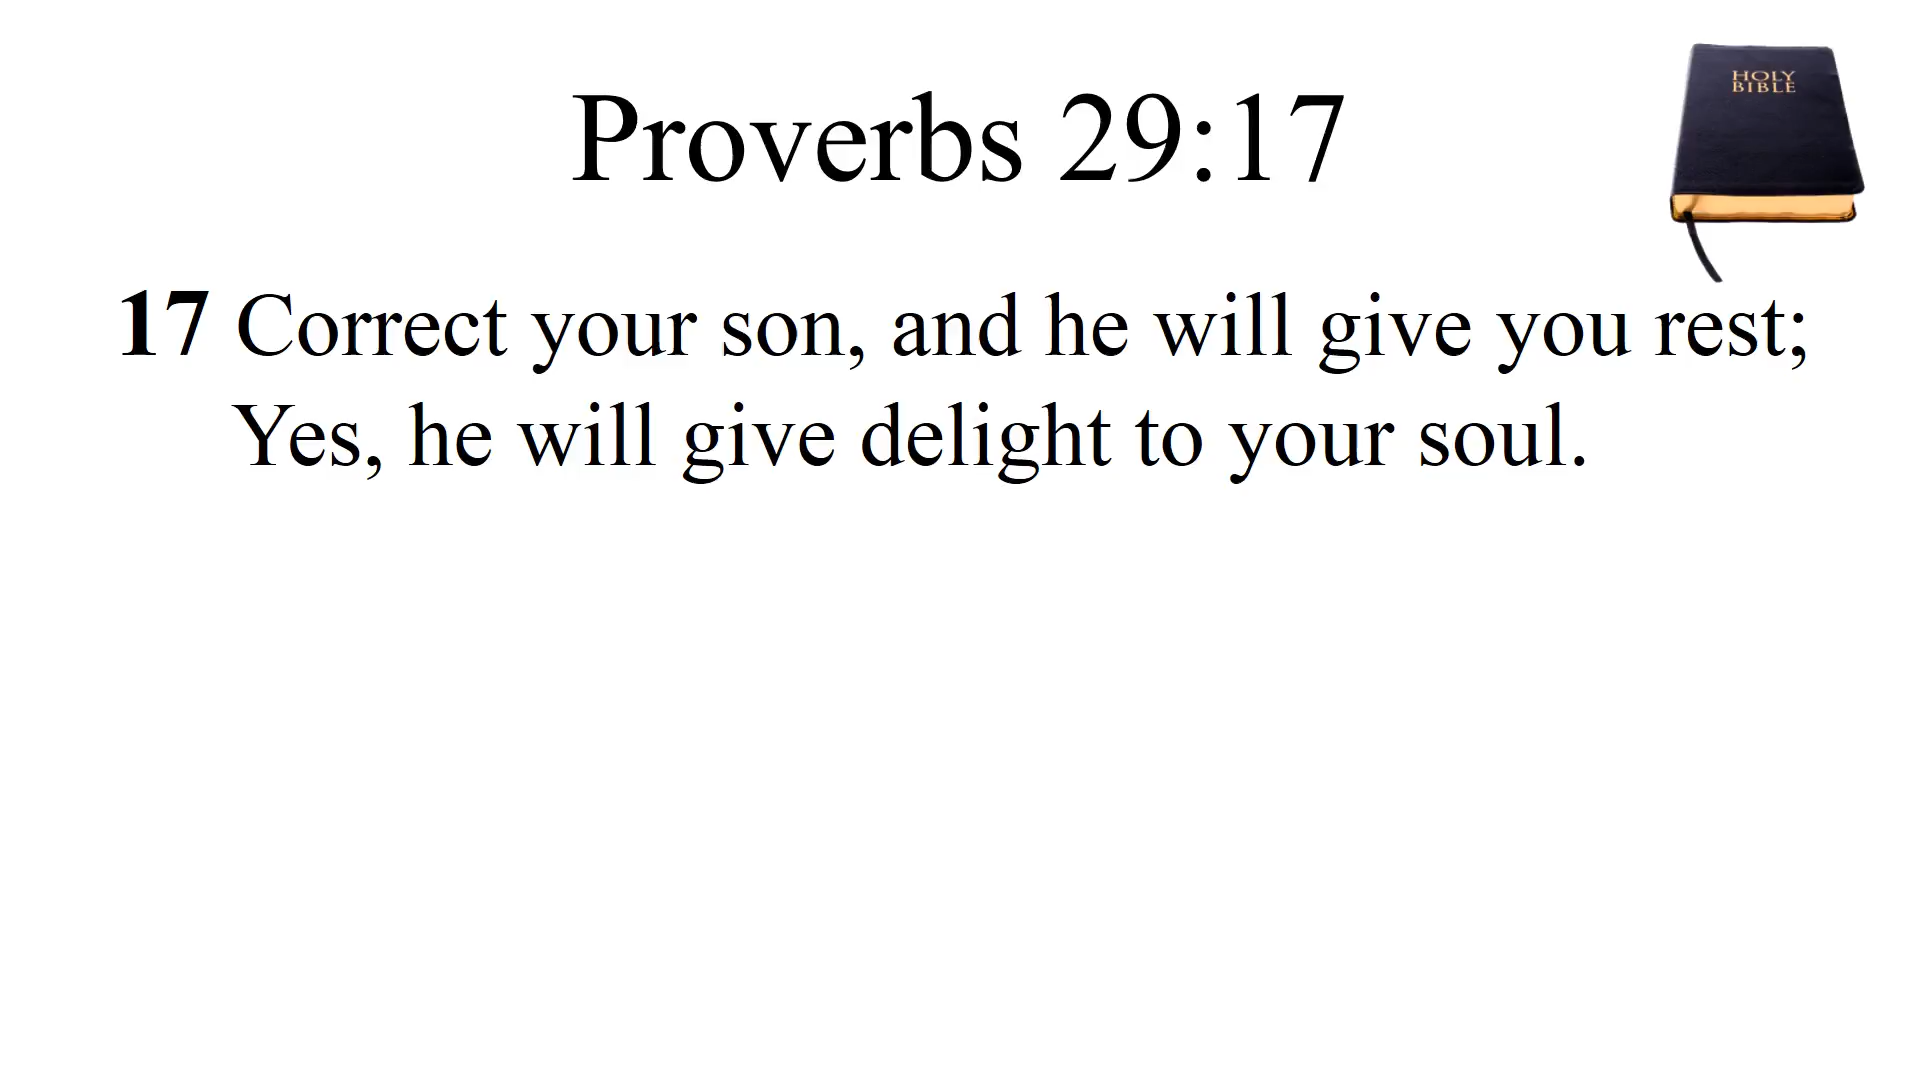 Proverbs 29:17
HOLY
BIBLE
17 Correct your son, and he will give you rest;
Yes, he will give delight to your soul.